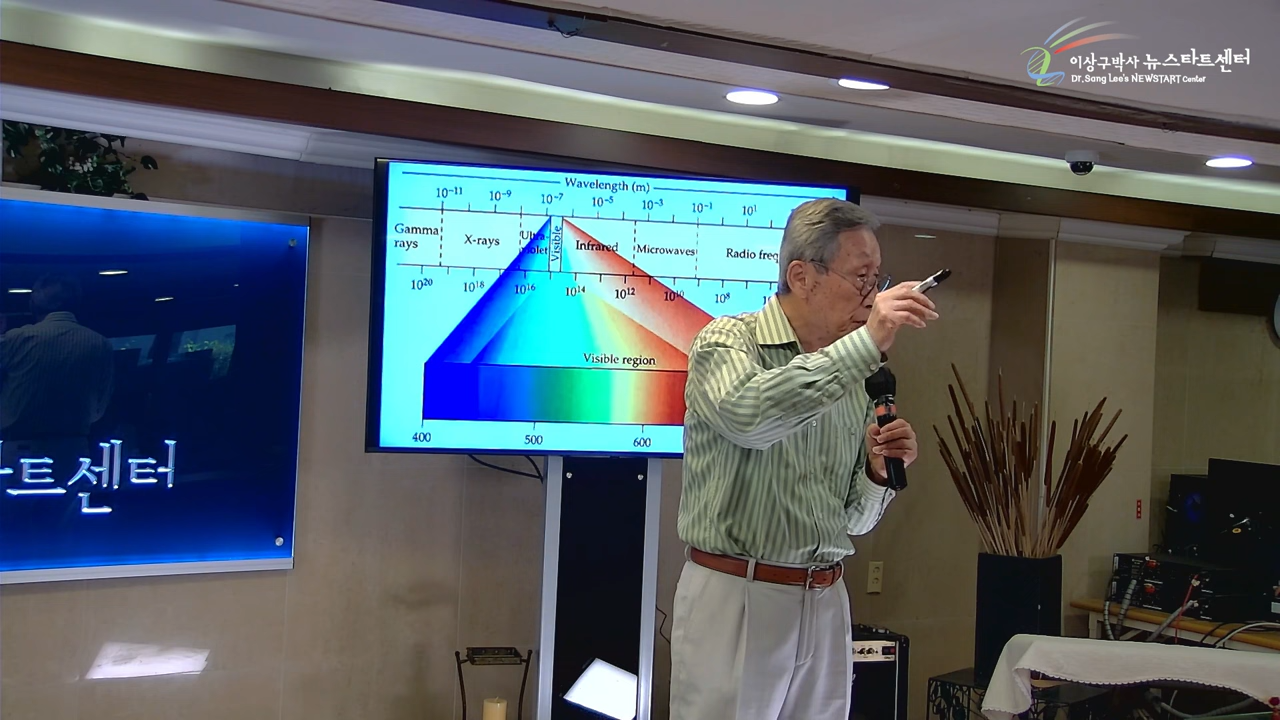 이상구박사 뉴스타트센터
Dr. Sang Lee's NEWSTART Center
Wavelength (m)
10⁻¹¹ 10⁻⁹ 10⁻⁷ 10⁻⁵ 10⁻³ 10⁻¹ 10¹
Gamma rays
X-rays
Visible
Infrared
Microwaves
Radio freq
10²⁰ 10¹⁸ 10¹⁶ 10¹⁴ 10¹² 10¹⁰ 10⁸
Visible region
400 500 600
트센터